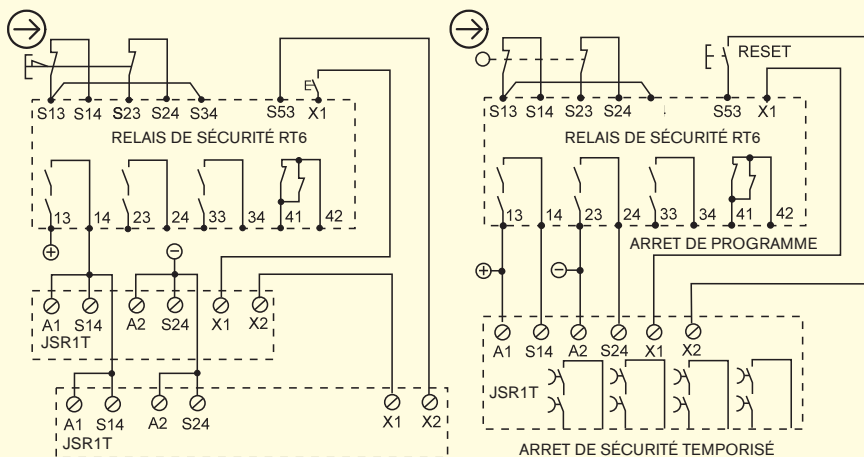 S13 S14 S23 S24 S34 S53 X1
RELAIS DE SÉCURITÉ RT6
13 14 23 24 33 34 41 42
+
−
A1 S14 A2 S24 X1 X2
JSR1T
A1 S14 A2 S24 X1 X2
JSR1T
RESET
S13 S14 S23 S24 S53 X1
RELAIS DE SÉCURITÉ RT6
13 14 23 24 33 34 41 42
ARRET DE PROGRAMME
+
−
A1 S14 A2 S24 X1 X2
JSR1T
ARRET DE SÉCURITÉ TEMPORISÉ